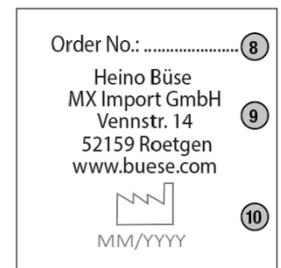 Order No.: ....................... 8
Heino Büse
MX Import GmbH
Vennstr. 14 9
52159 Roetgen
www.buese.com
10
MM/YYYY